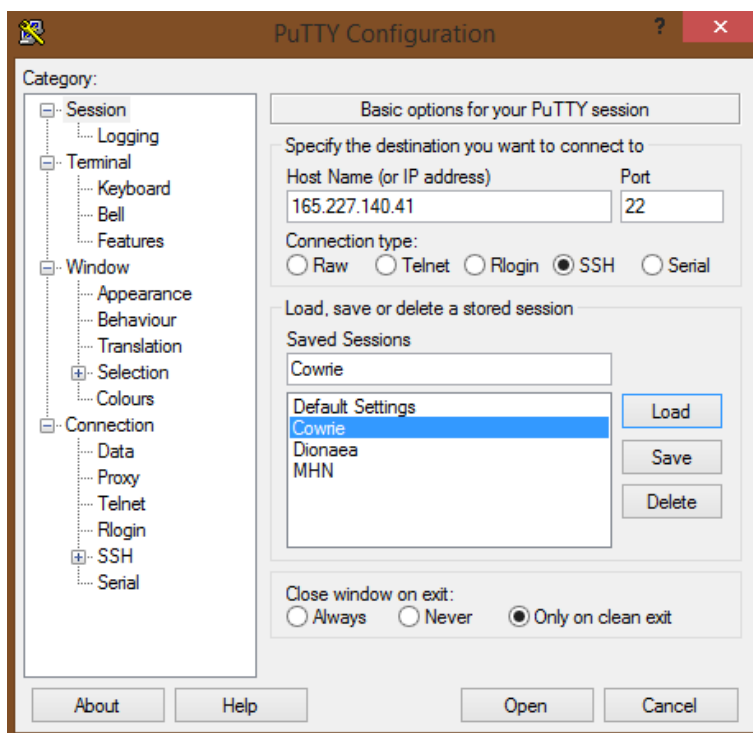 PuTTY Configuration
?
Category:
Session
Logging
Terminal
Keyboard
Bell
Features
Window
Appearance
Behaviour
Translation
Selection
Colours
Connection
Data
Proxy
Telnet
Rlogin
SSH
Serial
Basic options for your PuTTY session
Specify the destination you want to connect to
Host Name (or IP address) Port
165.227.140.41 22
Connection type:
Raw Telnet Rlogin SSH Serial
Load, save or delete a stored session
Saved Sessions
Cowrie
Default Settings
Cowrie
Dionaea
MHN
Load
Save
Delete
Close window on exit:
Always Never Only on clean exit
About Help Open Cancel